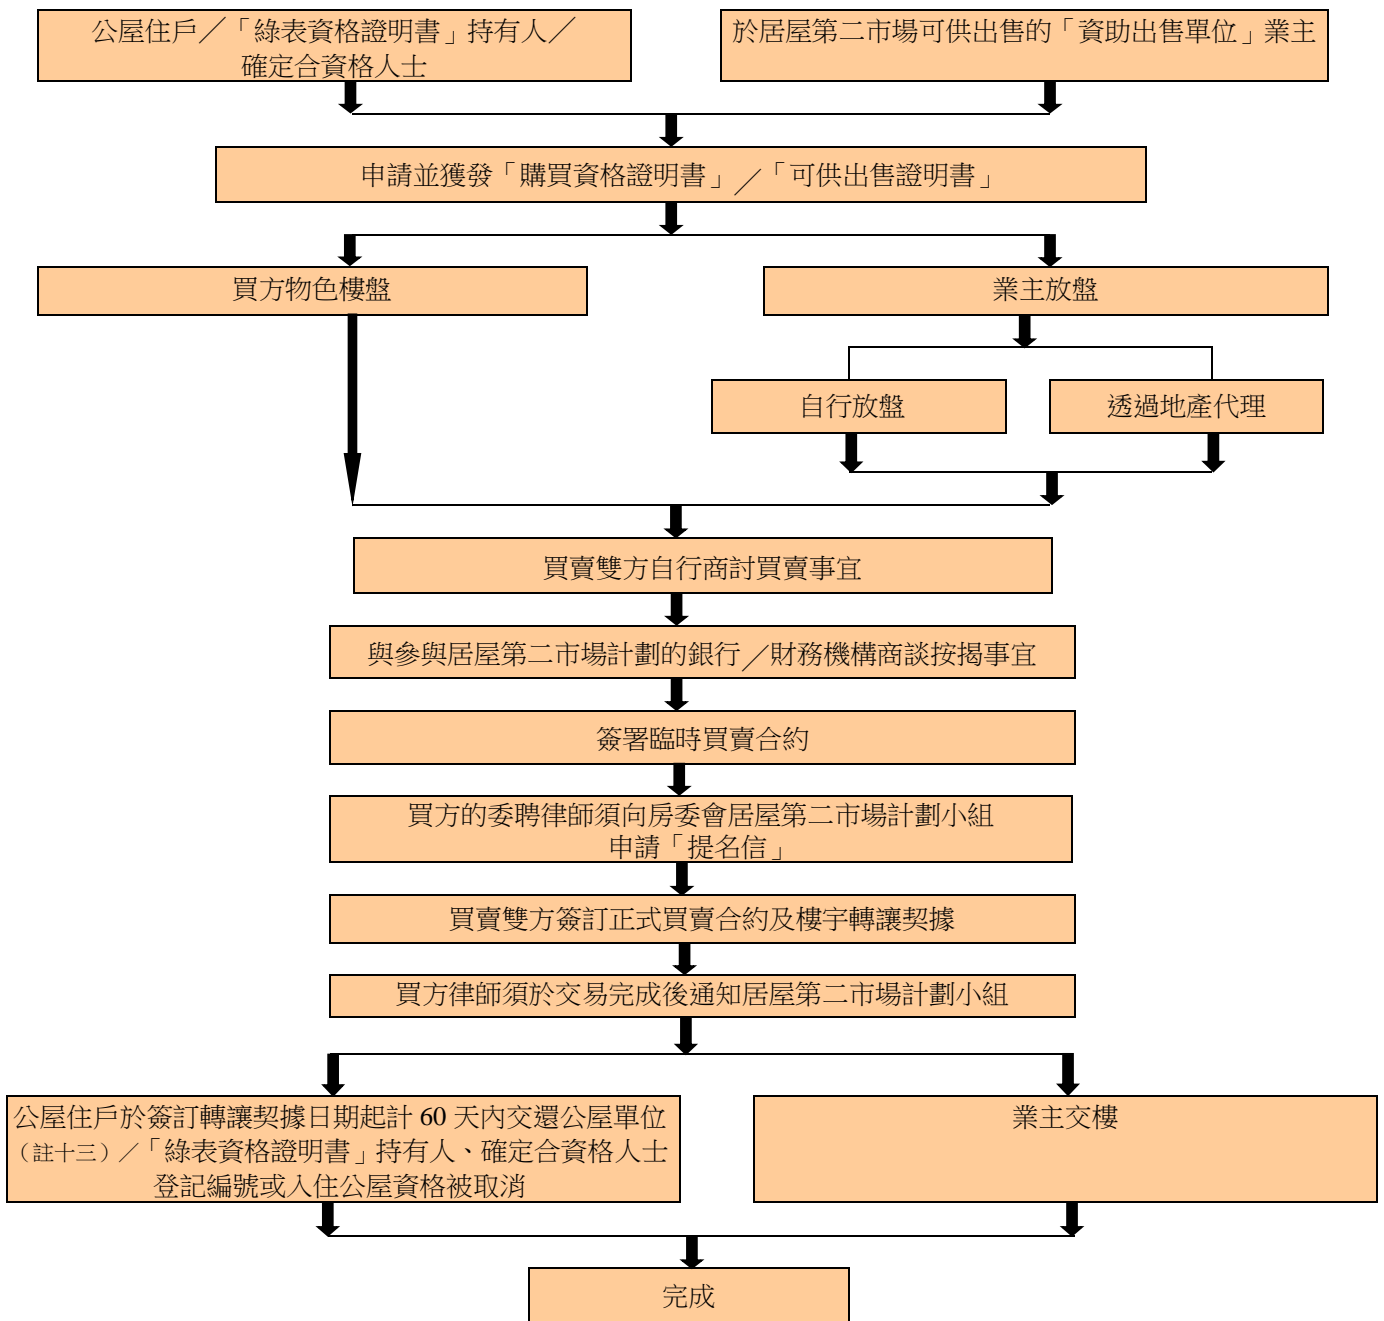 公屋住戶／「綠表資格證明書」持有人／
確定合資格人士
於居屋第二市場可供出售的「資助出售單位」業主
申請並獲發「購買資格證明書」／「可供出售證明書」
買方物色樓盤
業主放盤
自行放盤
透過地產代理
買賣雙方自行商討買賣事宜
與參與居屋第二市場計劃的銀行／財務機構商談按揭事宜
簽署臨時買賣合約
買方的委聘律師須向房委會居屋第二市場計劃小組
申請「提名信」
買賣雙方簽訂正式買賣合約及樓宇轉讓契據
買方律師須於交易完成後通知居屋第二市場計劃小組
公屋住戶於簽訂轉讓契據日期起計 60 天內交還公屋單位
（註十三）／「綠表資格證明書」持有人、確定合資格人士
登記編號或入住公屋資格被取消
業主交樓
完成